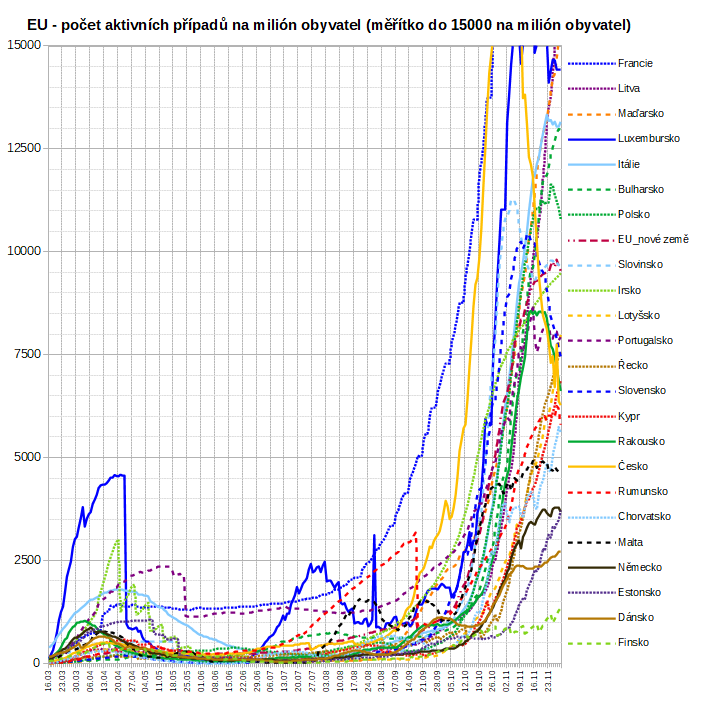 EU - počet aktivních případů na milión obyvatel (měřítko do 15000 na milión obyvatel)
15000
12500
10000
7500
5000
2500
0
16.03
23.03
30.03
06.04
13.04
20.04
27.04
04.05
11.05
18.05
25.05
01.06
08.06
15.06
22.06
29.06
06.07
13.07
20.07
27.07
03.08
10.08
17.08
24.08
31.08
07.09
14.09
21.09
28.09
05.10
12.10
19.10
26.10
02.11
09.11
16.11
23.11
Francie
Litva
Maďarsko
Luxembursko
Itálie
Bulharsko
Polsko
EU_nové země
Slovinsko
Irsko
Lotyšsko
Portugalsko
Řecko
Slovensko
Kypr
Rakousko
Česko
Rumunsko
Chorvatsko
Malta
Německo
Estonsko
Dánsko
Finsko